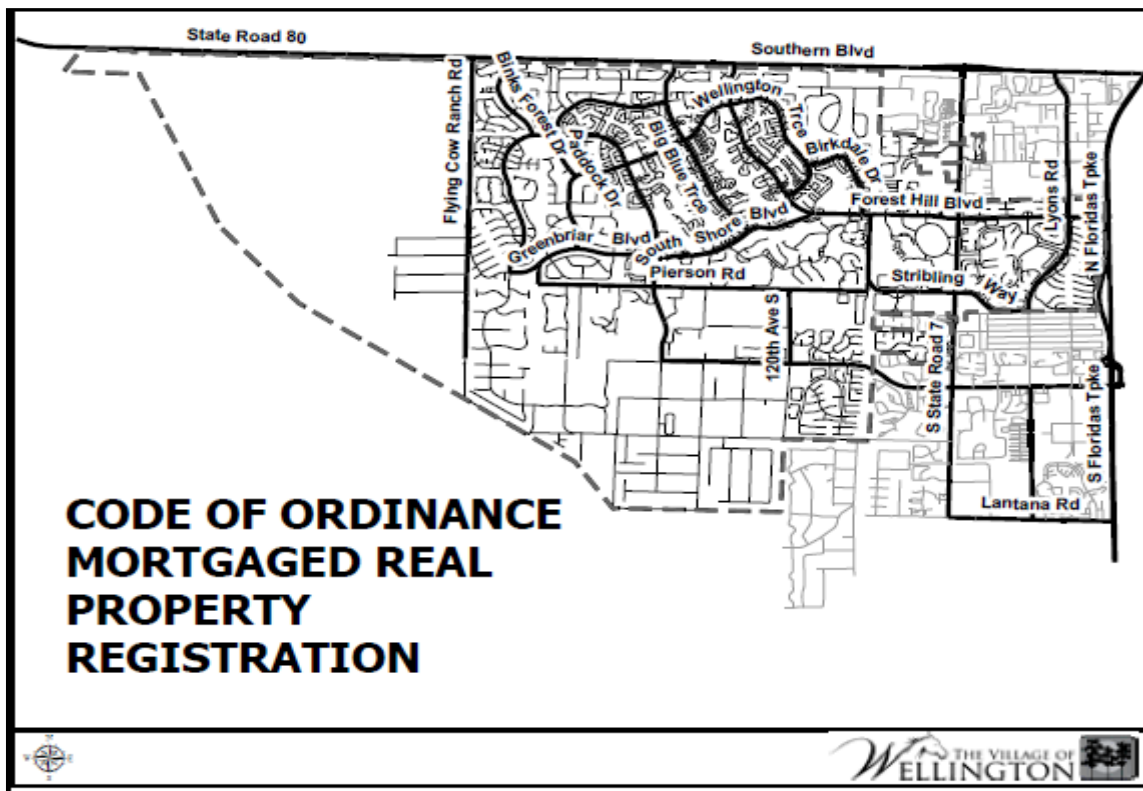 State Road 80
Southern Blvd
Flying Cow Ranch Rd
Binks Forest Dr
Paddock Dr
Big Blue Trce
Wellington Trce
Birkdale Dr
Forest Hill Blvd
Lyons Rd
N Floridas Tpke
Greenbriar Blvd
South Shore Blvd
Pierson Rd
Stribling Way
120th Ave S
S State Road 7
S Floridas Tpke
Lantana Rd
CODE OF ORDINANCE
MORTGAGED REAL
PROPERTY
REGISTRATION
THE VILLAGE OF
WELLINGTON